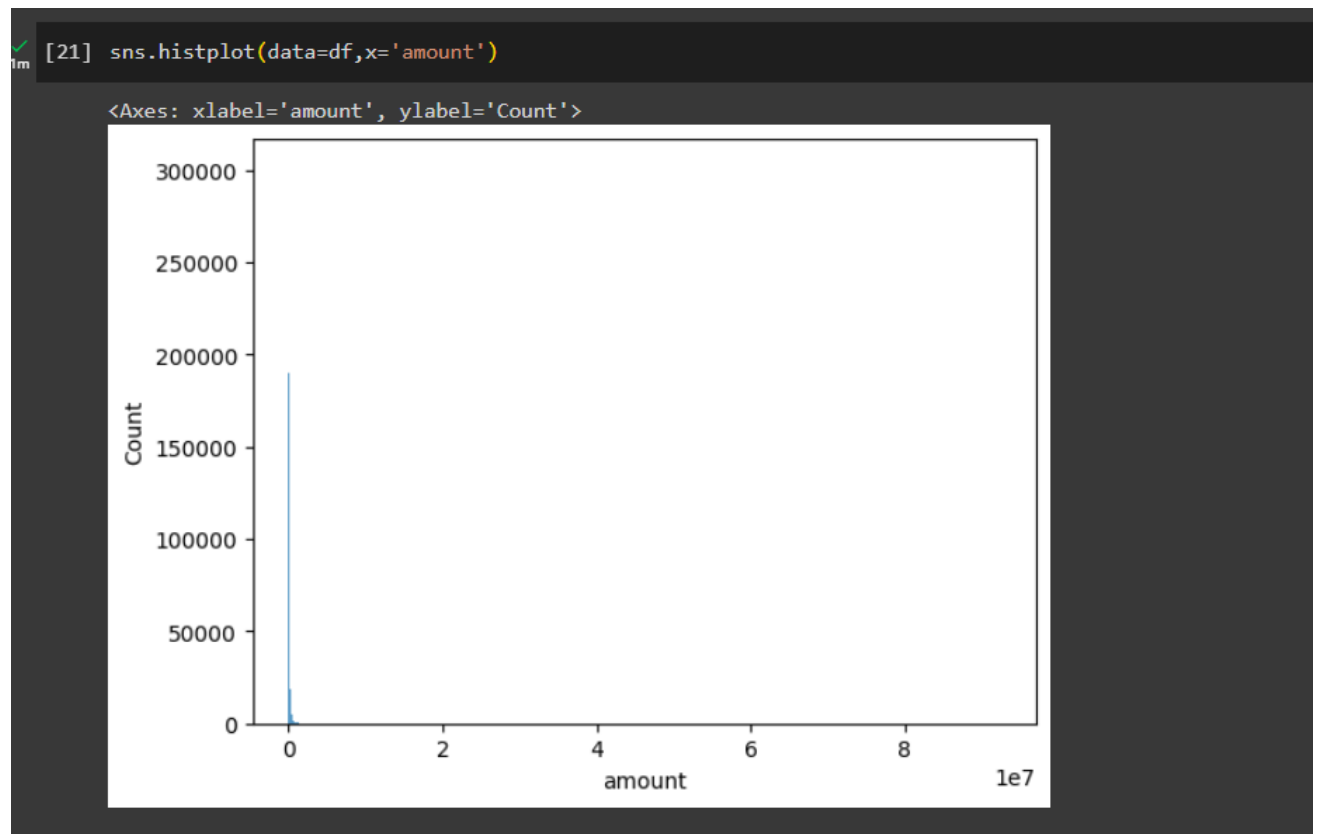 [21] sns.histplot(data=df,x='amount')
1m
<Axes: xlabel='amount', ylabel='Count'>
300000
250000
200000
150000
100000
50000
0
Count
0 2 4 6 8
1e7
amount